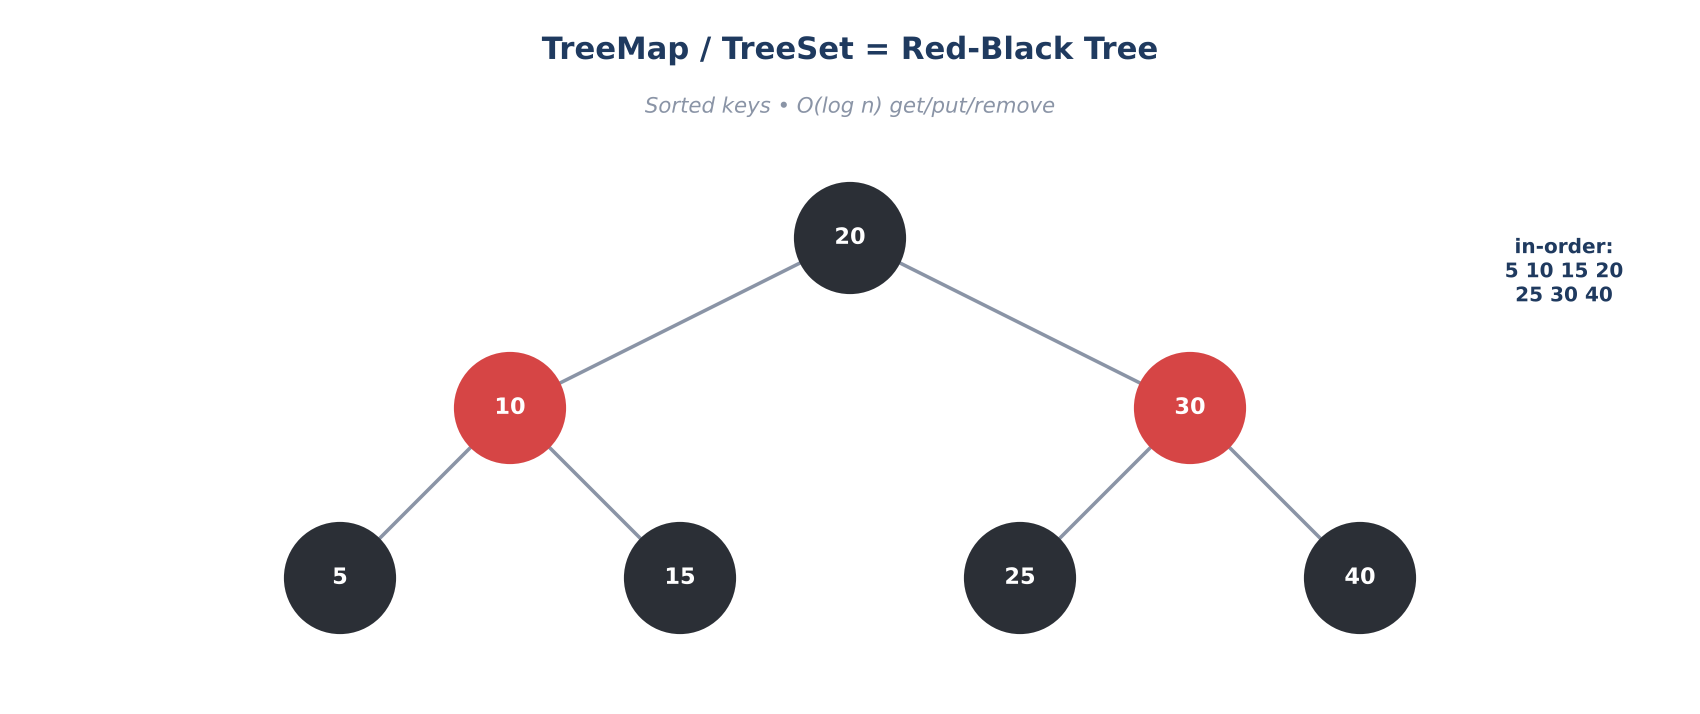 TreeMap / TreeSet = Red-Black Tree
Sorted keys • O(log n) get/put/remove
20
in-order:
5 10 15 20
25 30 40
10
30
5
15
25
40